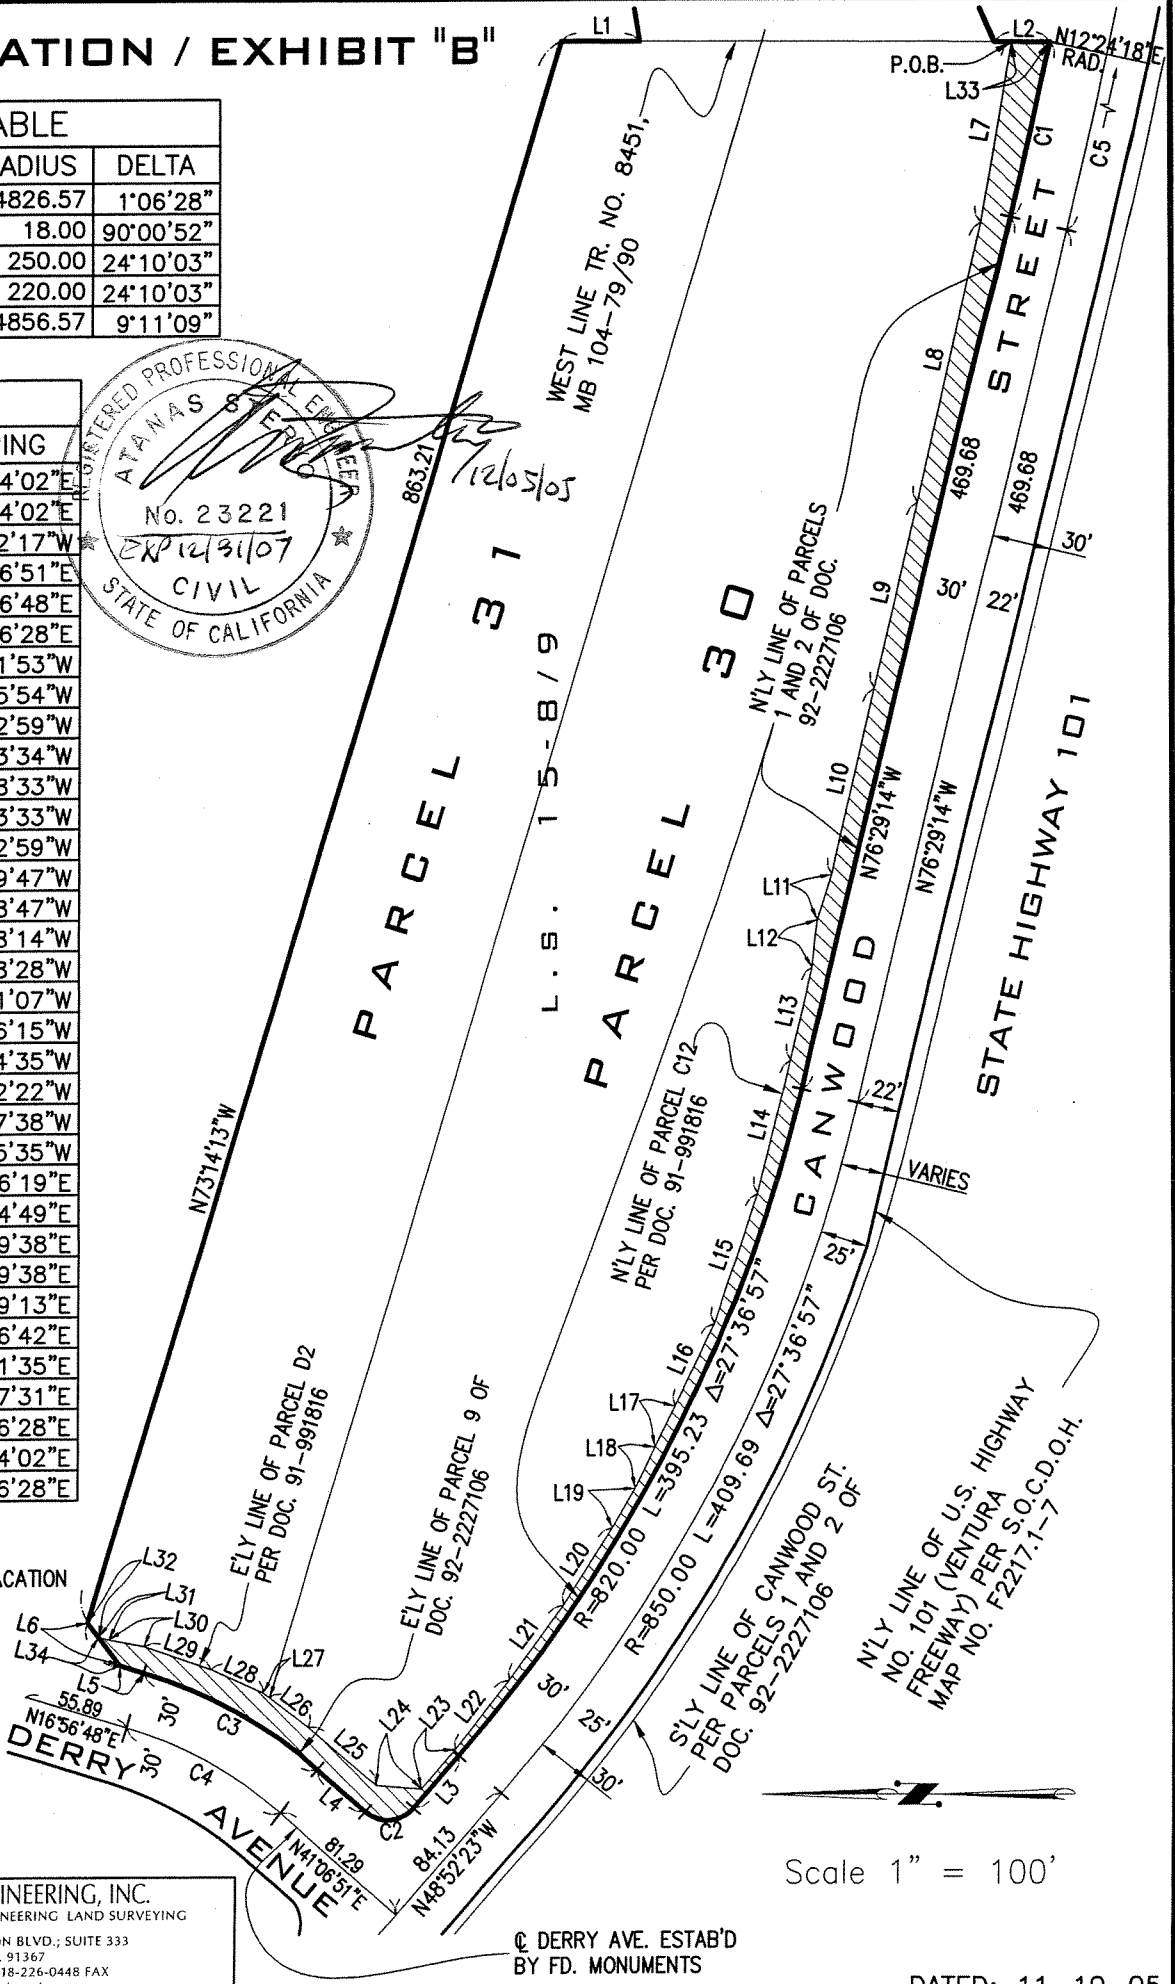 ATION / EXHIBIT "B"
ABLE
ADIUS DELTA
4826.57 1°06'28"
18.00 90°00'52"
250.00 24°10'03"
220.00 24°10'03"
4856.57 9°11'09"
ING
4'02"E
4'02"E
2'17"W
6'51"E
6'48"E
6'28"E
1'53"W
5'54"W
2'59"W
3'34"W
3'33"W
3'33"W
2'59"W
9'47"W
3'47"W
3'14"W
3'28"W
1'07"W
6'15"W
4'35"W
2'22"W
7'38"W
5'35"W
6'19"E
4'49"E
9'38"E
9'38"E
9'13"E
6'42"E
1'35"E
7'31"E
6'28"E
4'02"E
6'28"E
REGISTERED PROFESSIONAL ENGINEER
ATANAS
No. 23221
EXP 12/31/07
CIVIL
STATE OF CALIFORNIA
12/05/05
L1
L2
N12°24'18"E
RAD.
P.O.B.
L33
L7
C1
C5
WEST LINE TR. NO. 8451,
MB 104-79/90
L8
863.21
469.68
469.68
30'
30'
22'
L9
PARCEL 31
L.S. 15-8/9
PARCEL 30
N'LY LINE OF PARCELS
1 AND 2 OF DOC.
92-2227106
CANWOOD STREET
STATE HIGHWAY 101
L10
N76°29'14"W
N76°29'14"W
L11
L12
L13
N'LY LINE OF PARCEL C12
PER DOC. 91-991816
L14
22'
VARIES
25'
N73°14'13"W
L15
L16
L17
L18
L19
R=820.00 L=395.23 Δ=27°36'57"
R=850.00 L=409.69 Δ=27°36'57"
E'LY LINE OF PARCEL D2
PER DOC. 91-991816
E'LY LINE OF PARCEL 9 OF
DOC. 92-2227106
S'LY LINE OF CANWOOD ST.
PER PARCELS 1 AND 2 OF
DOC. 92-2227106
N'LY LINE OF U.S. HIGHWAY
NO. 101 (VENTURA
FREEWAY) PER S.O.C.D.O.H.
MAP NO. F2217.1-7
CATION
L32
L31
L30
L6
L29
L34
L28
L27
L5
L26
L20
L21
L24
L23
L22
L25
55.89
N16°56'48"E
30'
C3
30'
C4
L4
C2
L3
30'
25'
30'
81.29
N41°06'51"E
84.13
N48°52'23"W
DERRY AVENUE
Scale 1" = 100'
℄ DERRY AVE. ESTAB'D
BY FD. MONUMENTS
INEERING, INC.
NEERING LAND SURVEYING
ON BLVD.; SUITE 333
. 91367
18-226-0448 FAX